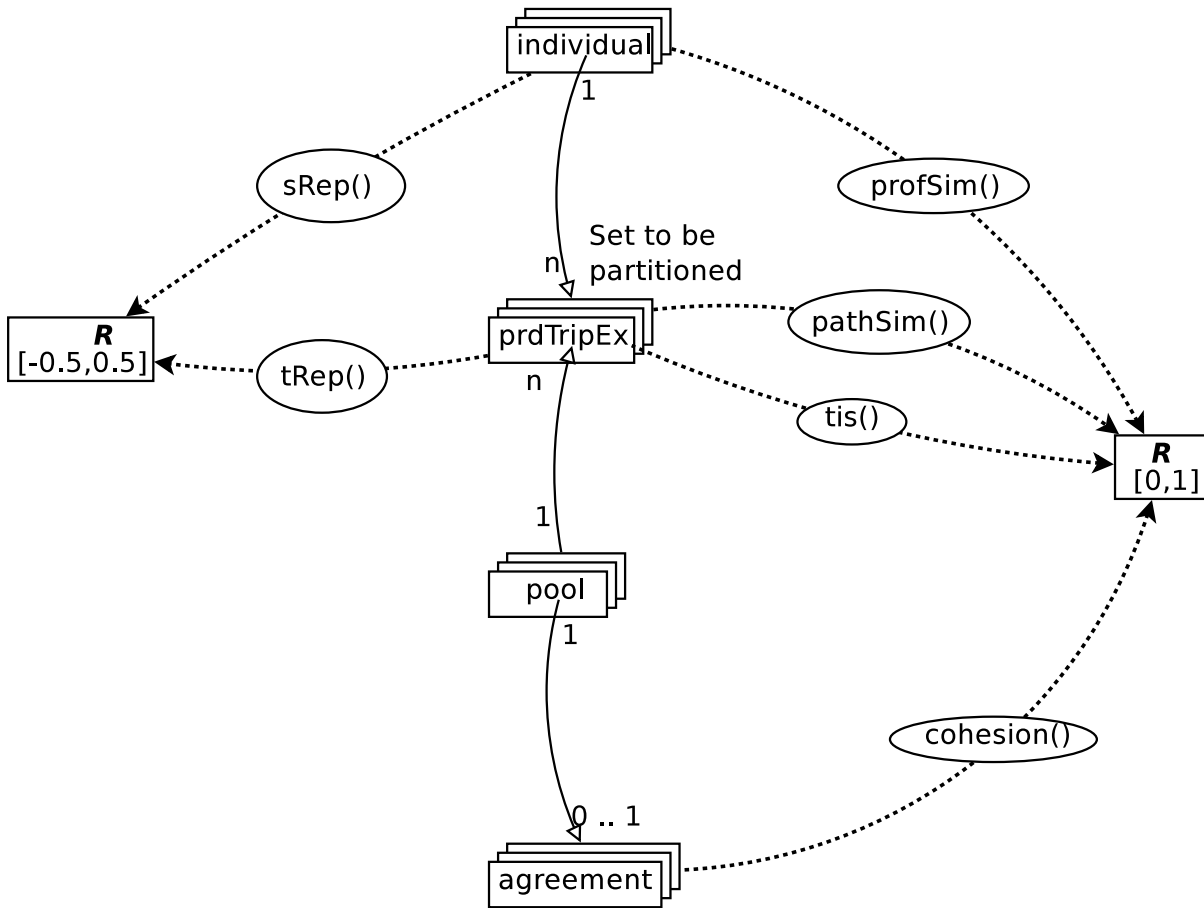 individual
1
sRep()
profSim()
Set to be
partitioned
n
R
[-0.5,0.5]
prdTripEx
pathSim()
tRep()
n
tis()
R
[0,1]
1
pool
1
cohesion()
0 .. 1
agreement